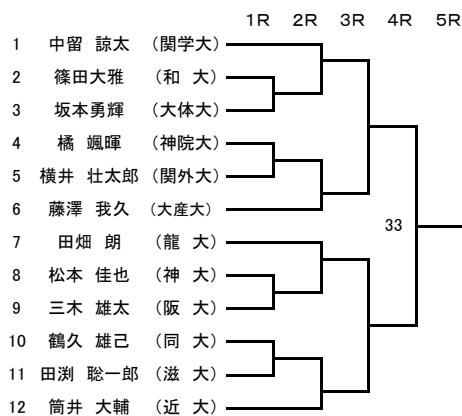 1R 2R 3R 4R 5R
1 中留 諒太 (関学大)
2 篠田大雅 (和 大)
3 坂本勇輝 (大体大)
4 橘 颯暉 (神院大)
5 横井 壮太郎 (関外大)
6 藤澤 我久 (大産大)
33
7 田畑 朗 (龍 大)
8 松本 佳也 (神 大)
9 三木 雄太 (阪 大)
10 鶴久 雄己 (同 大)
11 田渕 聡一郎 (滋 大)
12 筒井 大輔 (近 大)